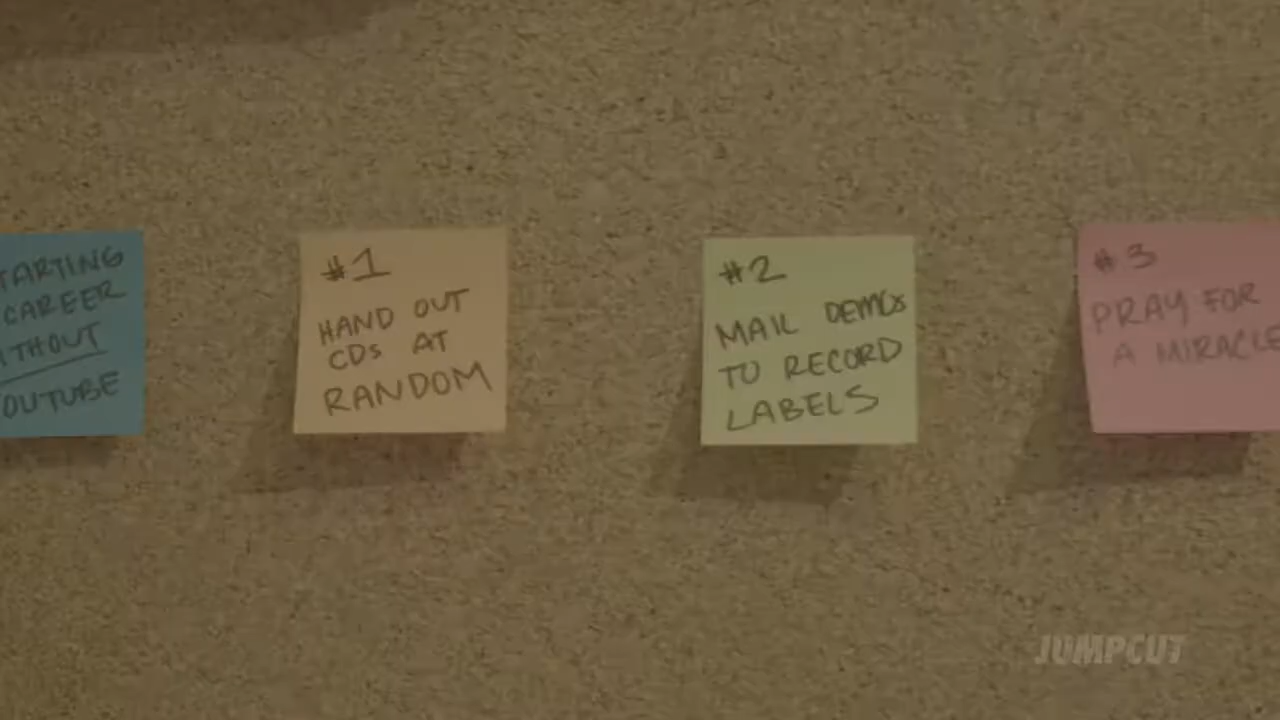 TARTING
CAREER
ITHOUT
OUTUBE
#1
HAND OUT
CDs AT
RANDOM
#2
MAIL DEMOs
TO RECORD
LABELS
#3
PRAY FOR
A MIRACLE
JUMPCUT